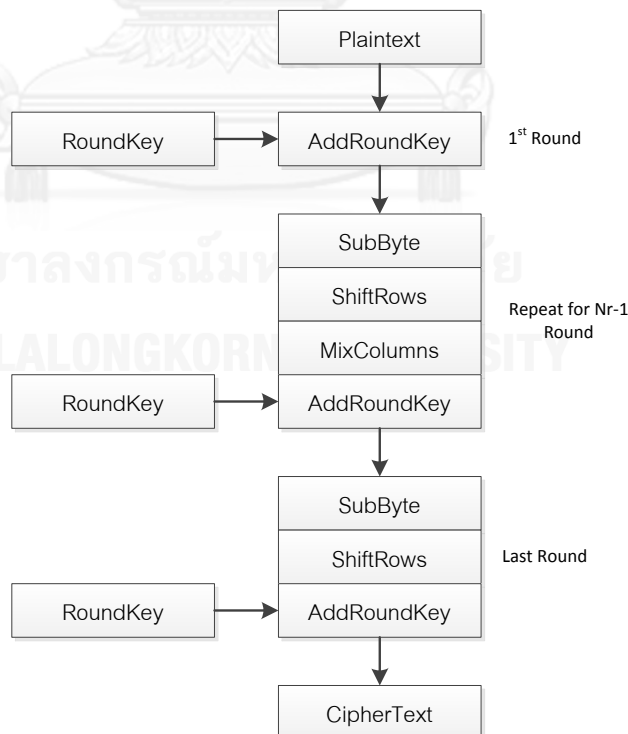 Plaintext
RoundKey
AddRoundKey
1st Round
SubByte
ShiftRows
MixColumns
Repeat for Nr-1
Round
RoundKey
AddRoundKey
SubByte
ShiftRows
Last Round
RoundKey
AddRoundKey
CipherText